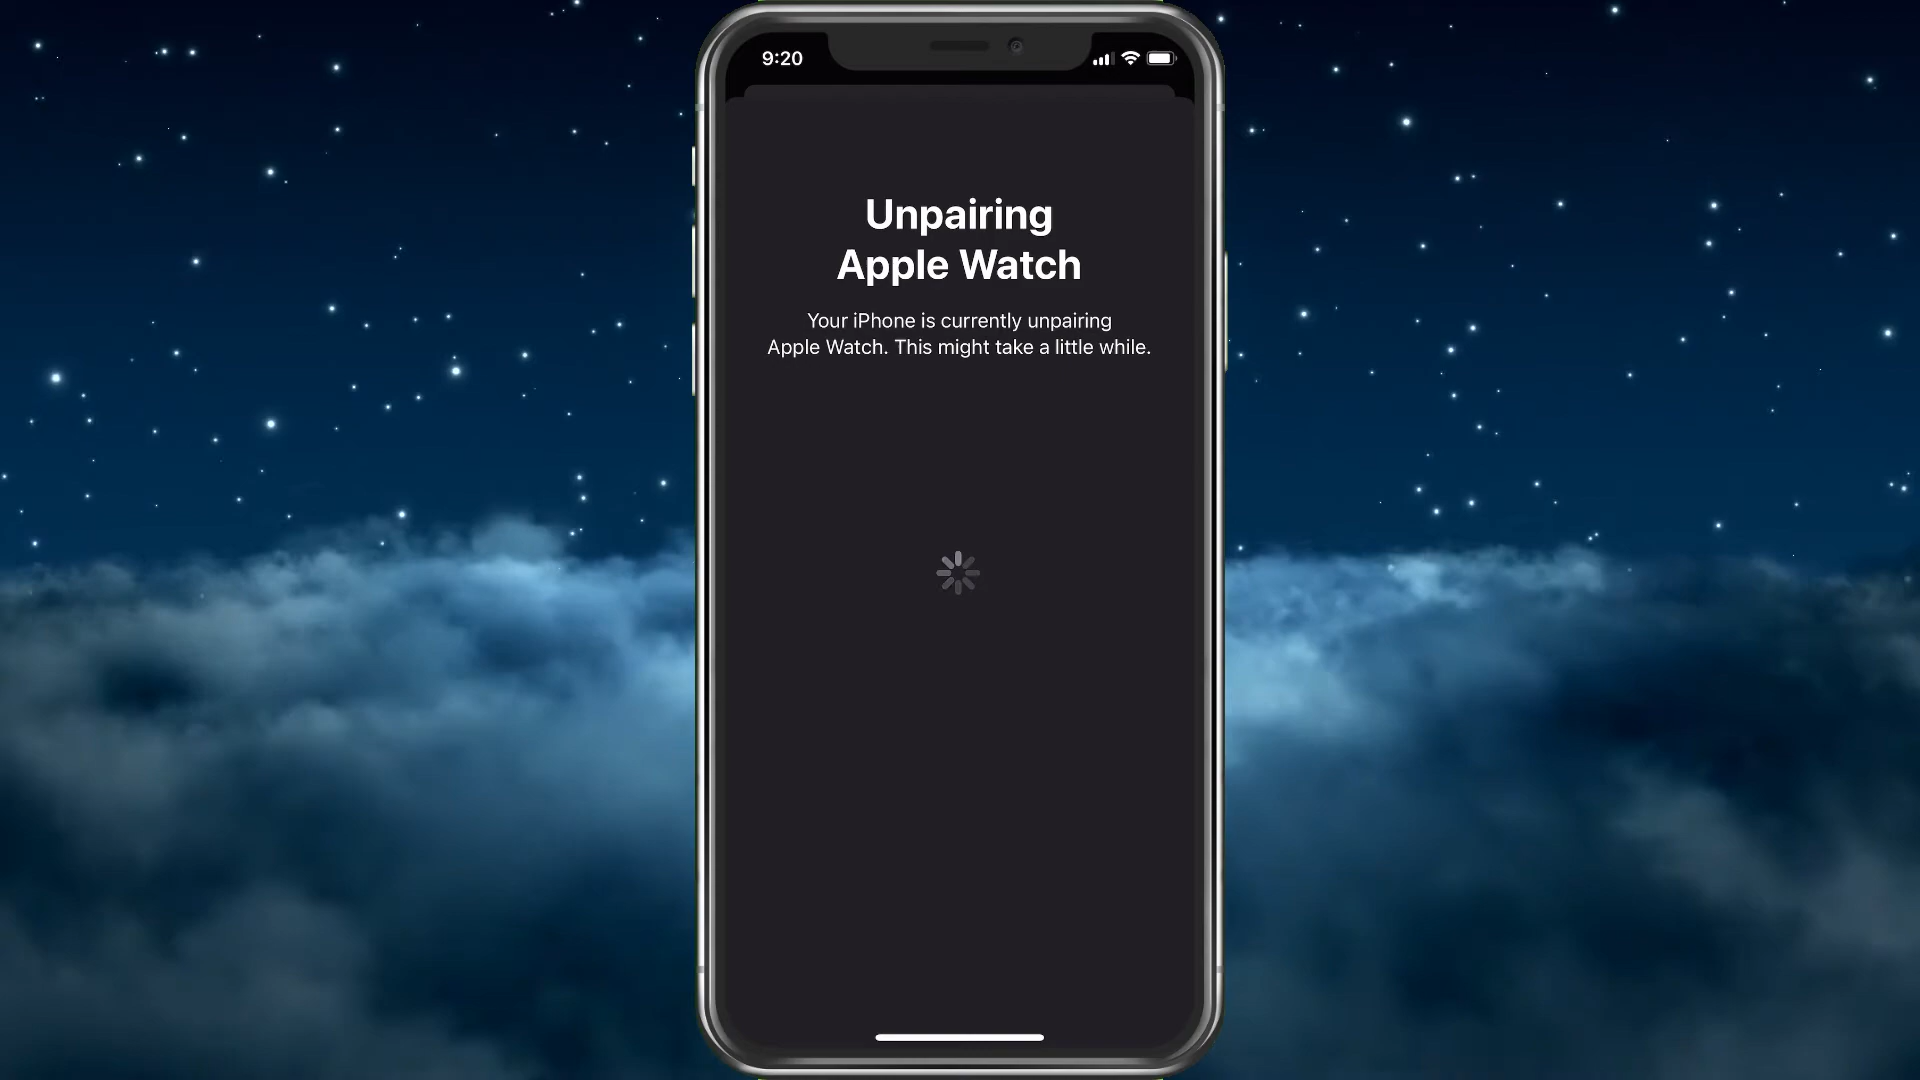 9:20
Unpairing
Apple Watch
Your iPhone is currently unpairing
Apple Watch. This might take a little while.